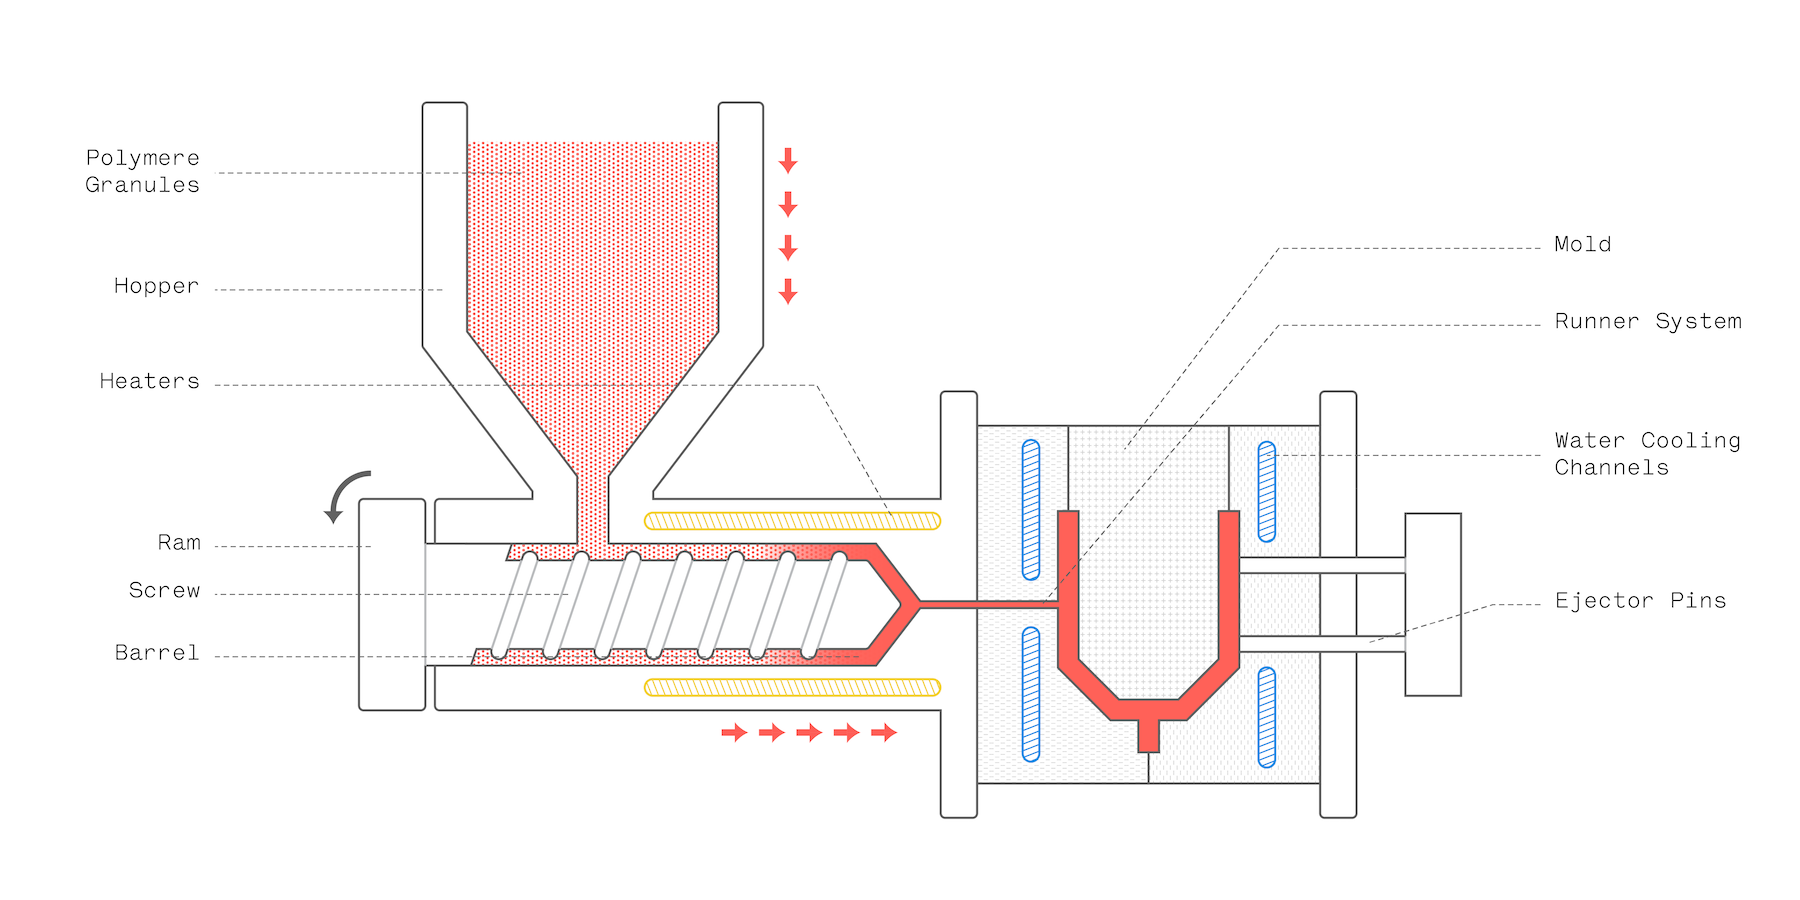 Polymere
Granules
Hopper
Heaters
Ram
Screw
Barrel
Mold
Runner System
Water Cooling
Channels
Ejector Pins